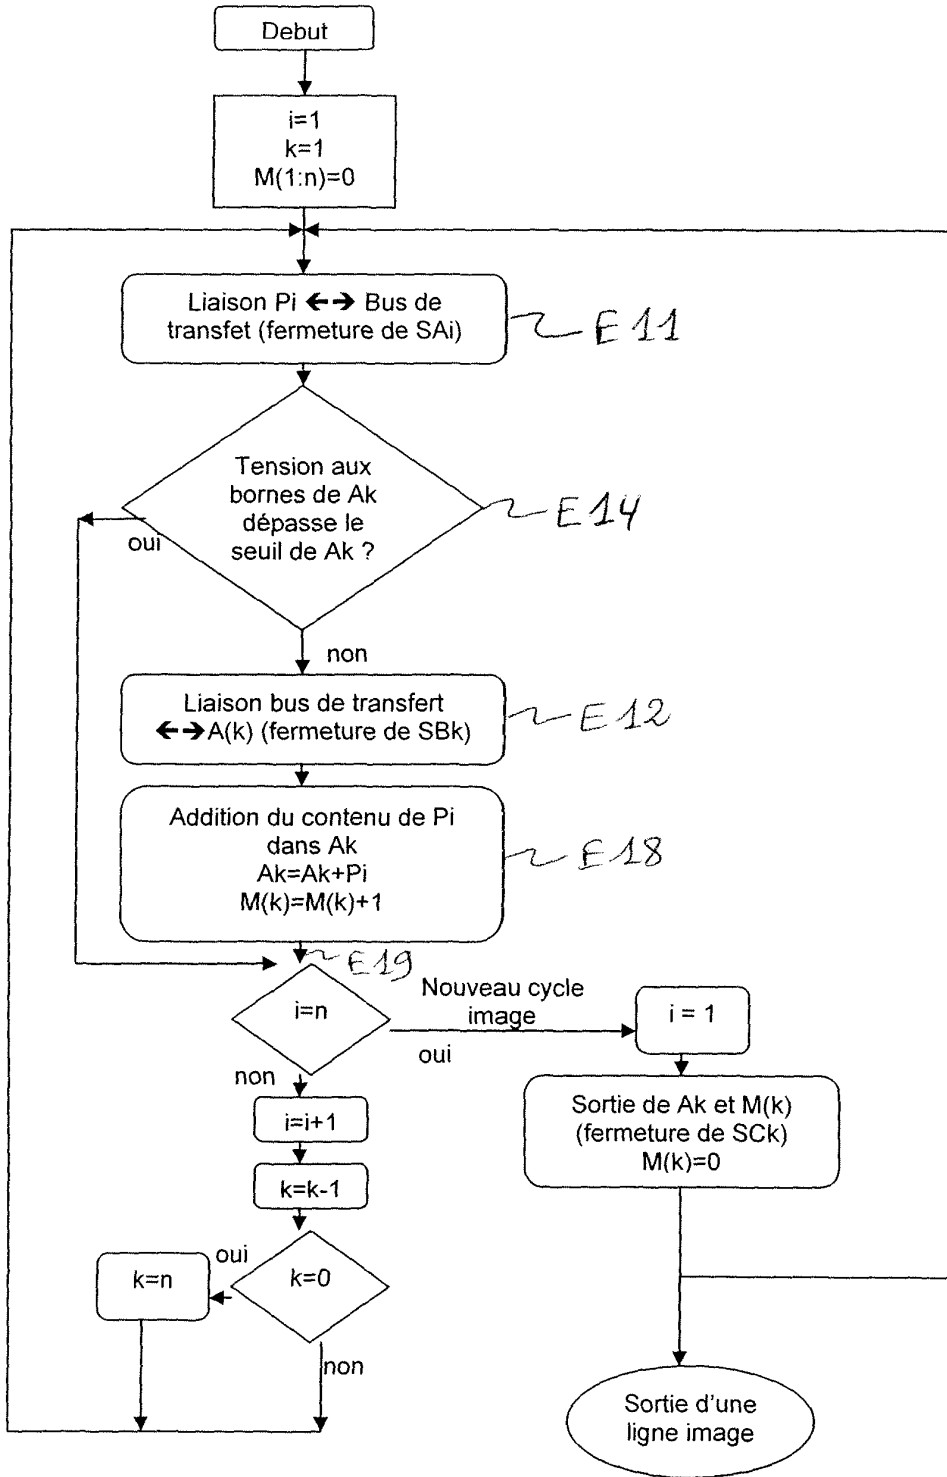 Debut
i=1
k=1
M(1:n)=0
Liaison Pi ←→ Bus de
transfet (fermeture de SAi)
E11
Tension aux
bornes de Ak
dépasse le
seuil de Ak ?
E14
oui
non
Liaison bus de transfert
←→A(k) (fermeture de SBk)
E12
Addition du contenu de Pi
dans Ak
Ak=Ak+Pi
M(k)=M(k)+1
E18
E19
i=n
Nouveau cycle
image
oui
i = 1
non
i=i+1
Sortie de Ak et M(k)
(fermeture de SCk)
M(k)=0
k=k-1
oui
k=0
k=n
non
Sortie d'une
ligne image